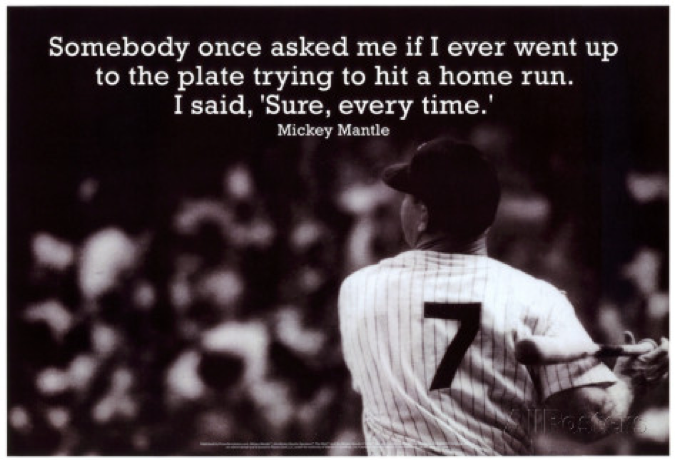 Somebody once asked me if I ever went up
to the plate trying to hit a home run.
I said, 'Sure, every time.'
Mickey Mantle
7
AllPosters